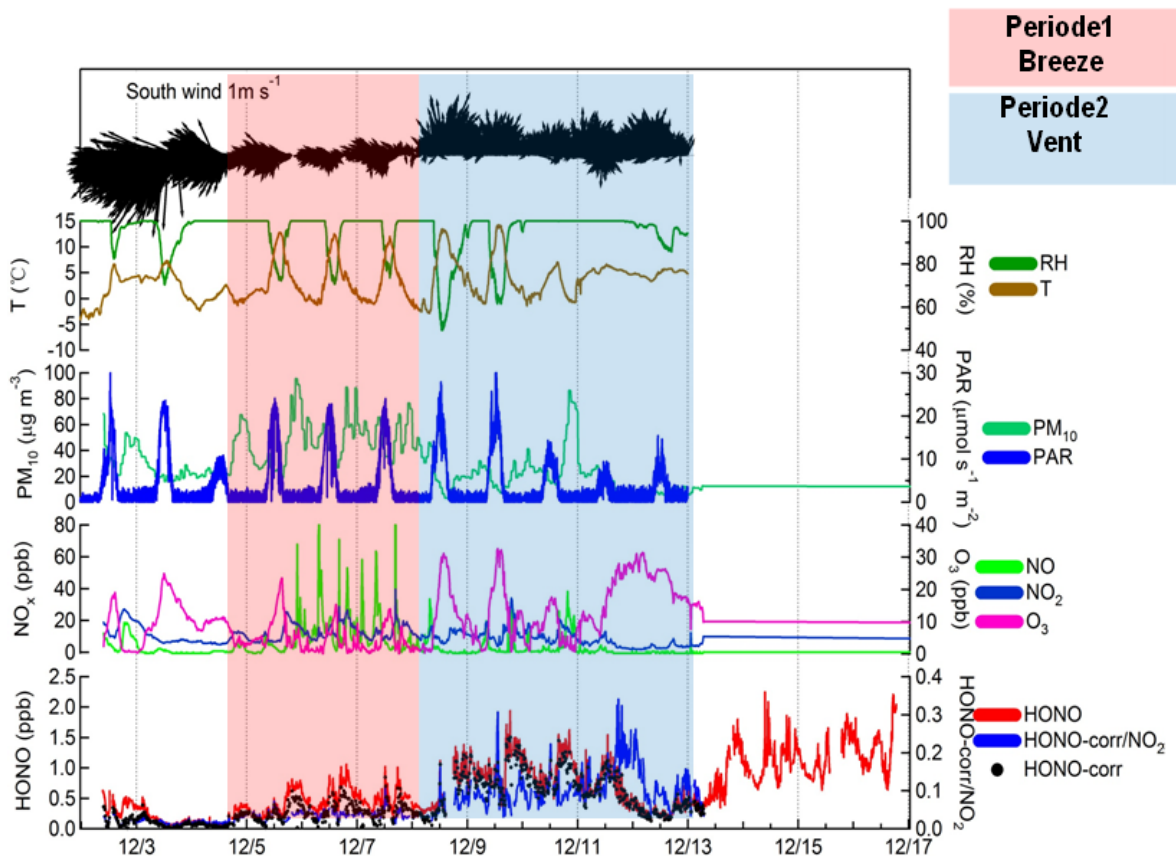 Periode1
Breeze
Periode2
Vent
South wind 1m s⁻¹
15
10
5
0
-5
-10
T (℃)
100
80
60
40
RH (%)
RH
T
100
80
60
40
20
0
PM₁₀ (µg m⁻³)
30
20
10
0
PAR (µmol s⁻¹ m⁻²)
PM₁₀
PAR
80
60
40
20
0
NOₓ (ppb)
40
30
20
10
0
O₃ (ppb)
NO
NO₂
O₃
2.5
2.0
1.5
1.0
0.5
0.0
HONO (ppb)
0.4
0.3
0.2
0.1
0.0
HONO-corr/NO₂
HONO
HONO-corr/NO₂
HONO-corr
12/3 12/5 12/7 12/9 12/11 12/13 12/15 12/17